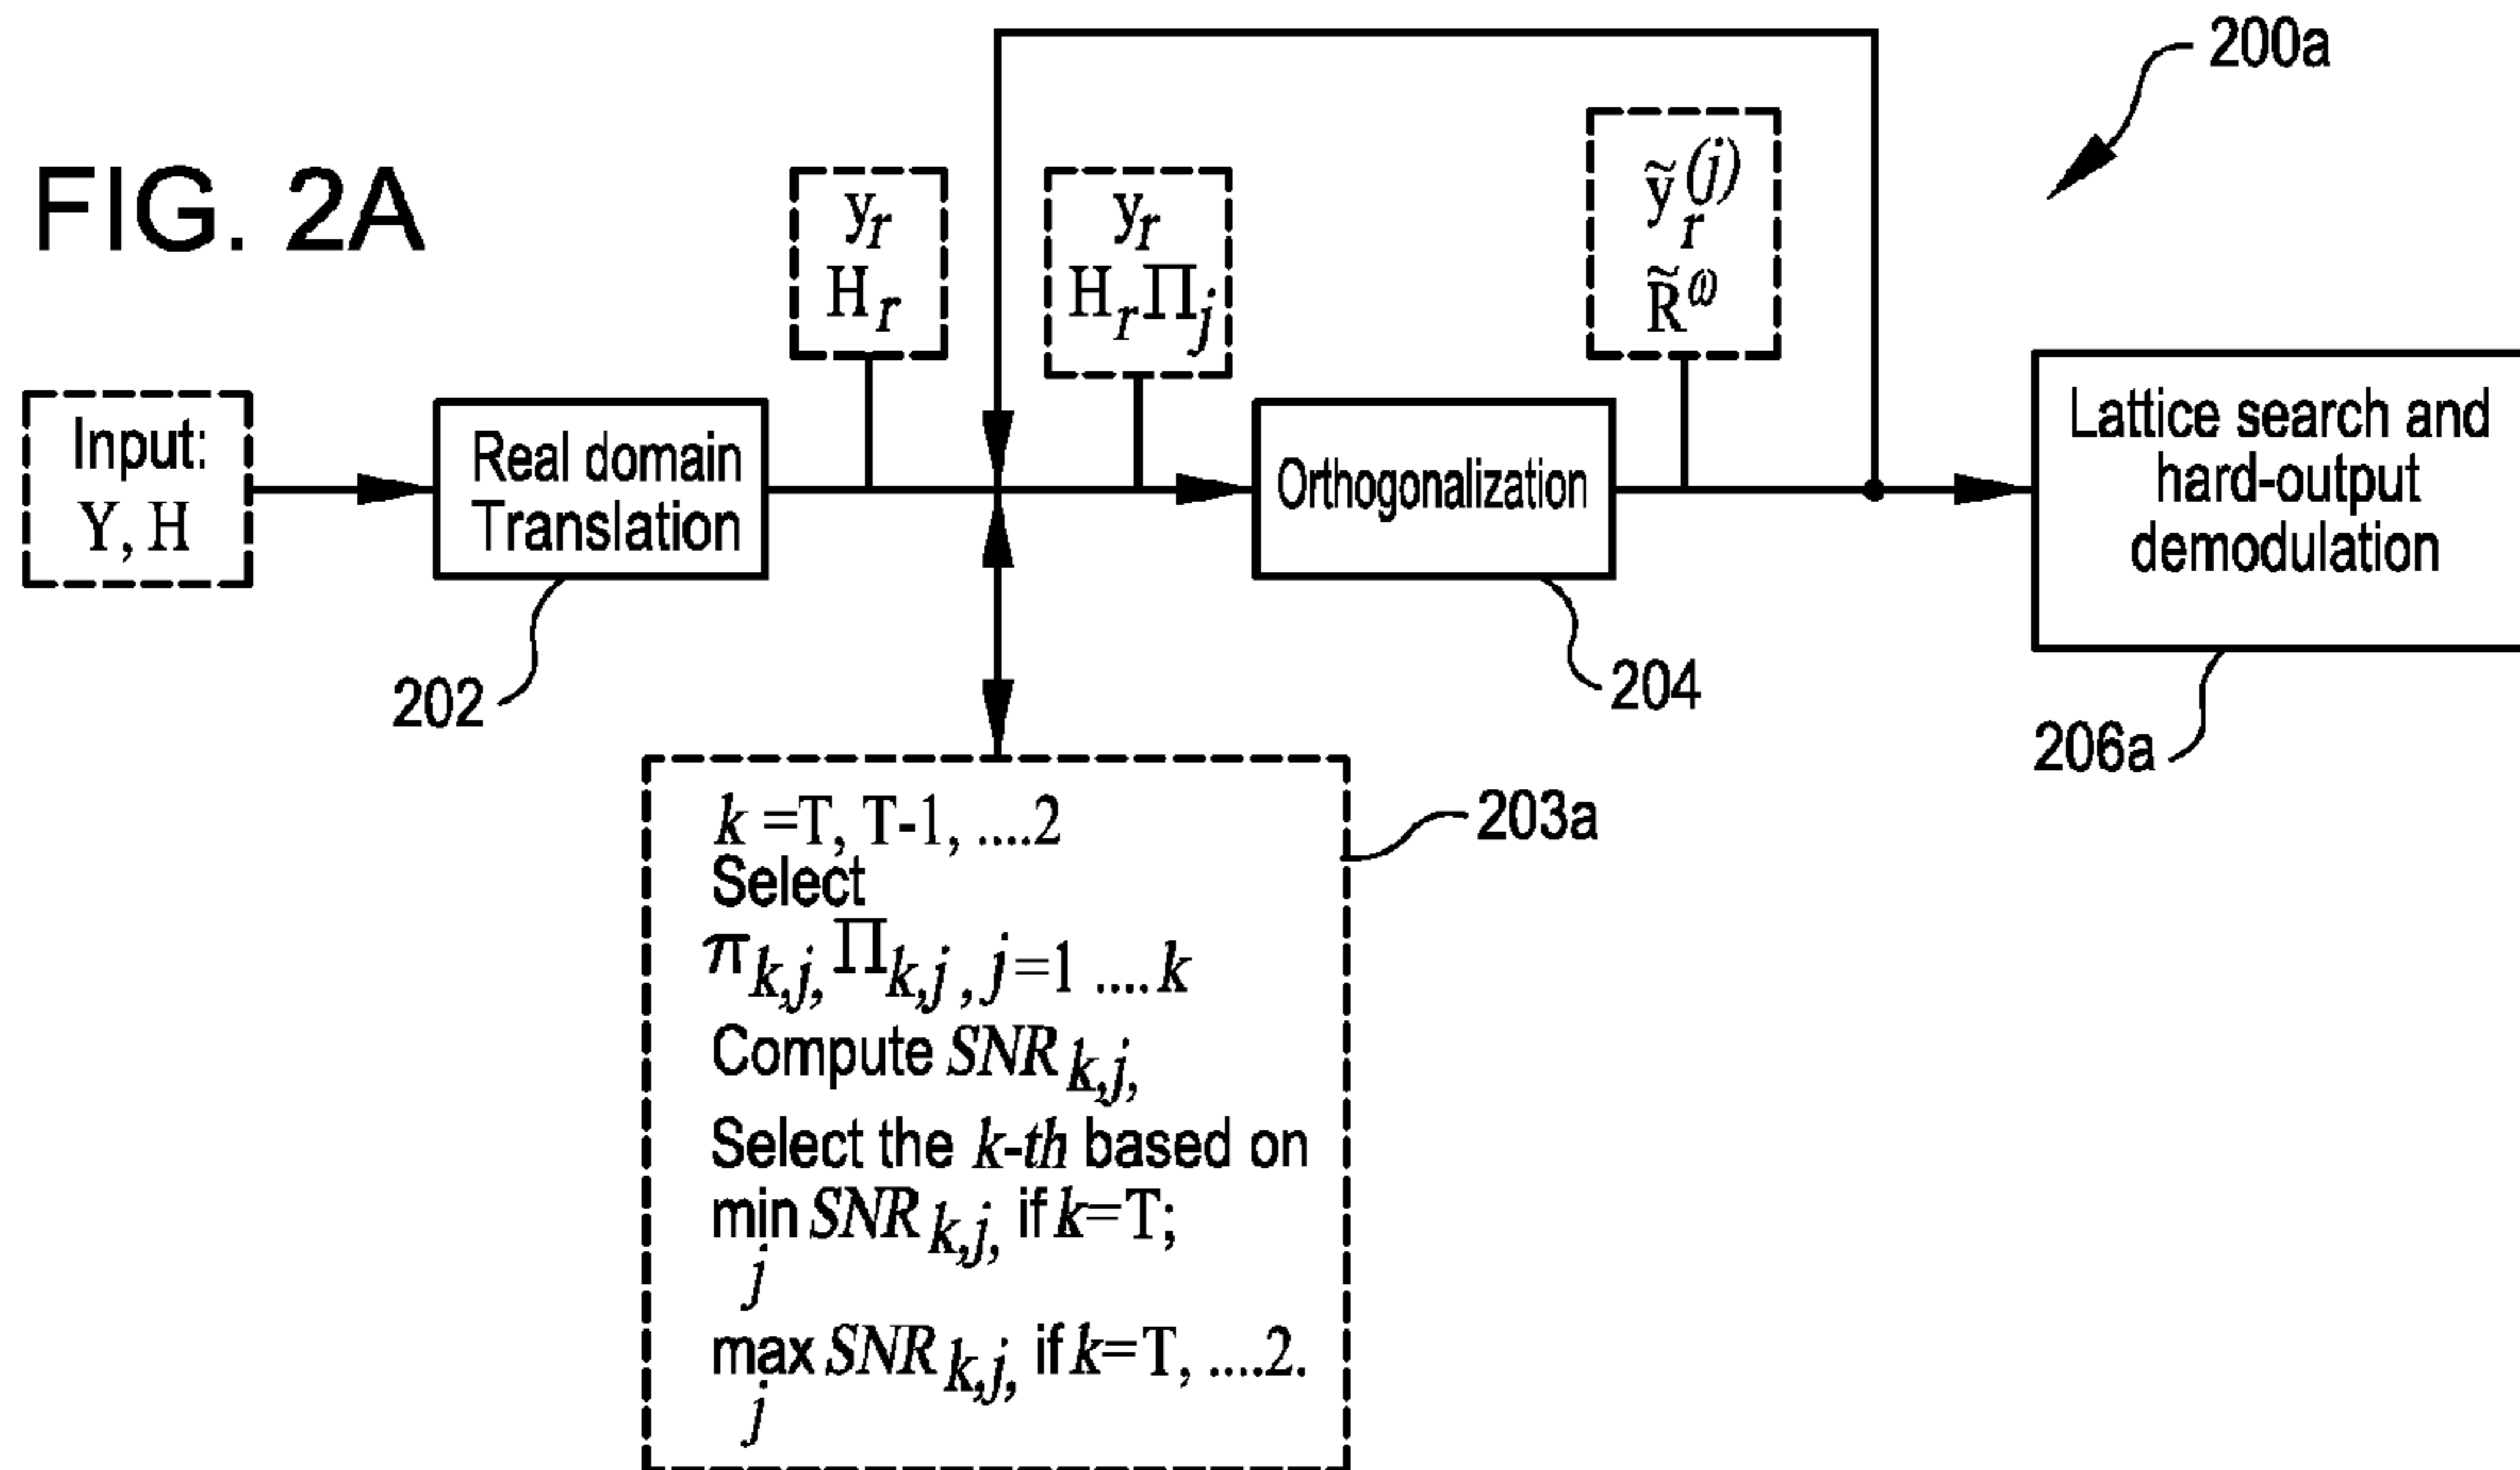 FIG. 2A
200a
Input:
Y, H
Real domain
Translation
202
y_r
H_r
y_r
H_r Π_j
Orthogonalization
204
ỹ_r^(j)
R̃^(j)
Lattice search and
hard-output
demodulation
206a
203a
k =T, T-1, ....2
Select
π_k,j, Π_k,j , j=1 .... k
Compute SNR_k,j,
Select the k-th based on
min SNR_k,j, if k=T;
j
max SNR_k,j, if k=T, ....2.
j